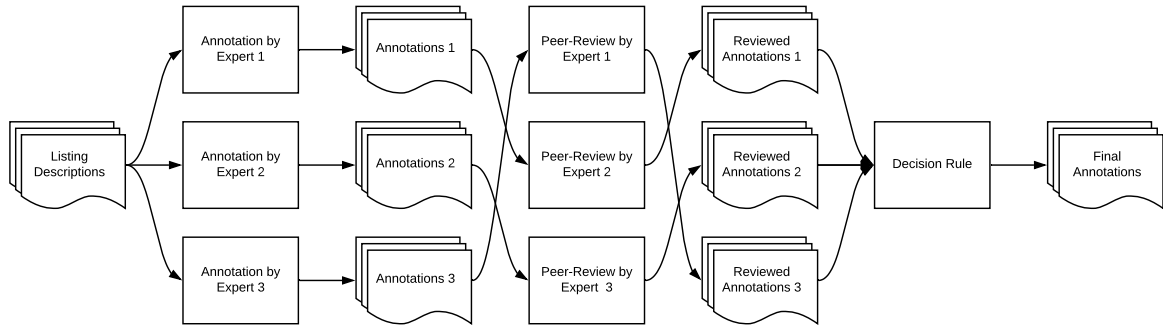 Listing
Descriptions
Annotation by
Expert 1
Annotation by
Expert 2
Annotation by
Expert 3
Annotations 1
Annotations 2
Annotations 3
Peer-Review by
Expert 1
Peer-Review by
Expert 2
Peer-Review by
Expert  3
Reviewed
Annotations 1
Reviewed
Annotations 2
Reviewed
Annotations 3
Decision Rule
Final
Annotations